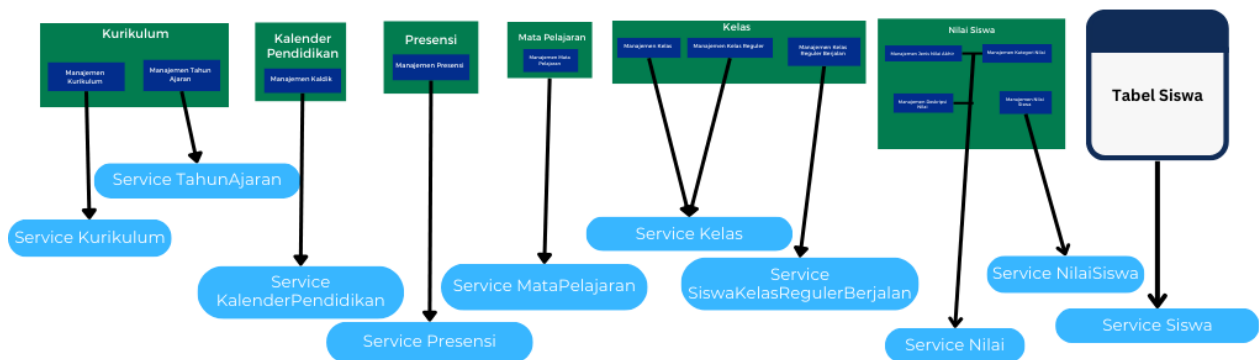 Kurikulum
Manajemen
Kurikulum
Manajemen Tahun
Ajaran
Kalender
Pendidikan
Manajemen Kaldik
Presensi
Manajemen Presensi
Mata Pelajaran
Manajemen Mata
Pelajaran
Kelas
Manajemen Kelas
Manajemen Kelas Reguler
Manajemen Kelas
Reguler Berjalan
Nilai Siswa
Manajemen Jenis Nilai Akhir
Manajemen Kategori Nilai
Manajemen Deskripsi
Nilai
Manajemen Nilai
Siswa
Tabel Siswa
Service TahunAjaran
Service Kurikulum
Service
KalenderPendidikan
Service Presensi
Service MataPelajaran
Service Kelas
Service
SiswaKelasRegulerBerjalan
Service Nilai
Service NilaiSiswa
Service Siswa